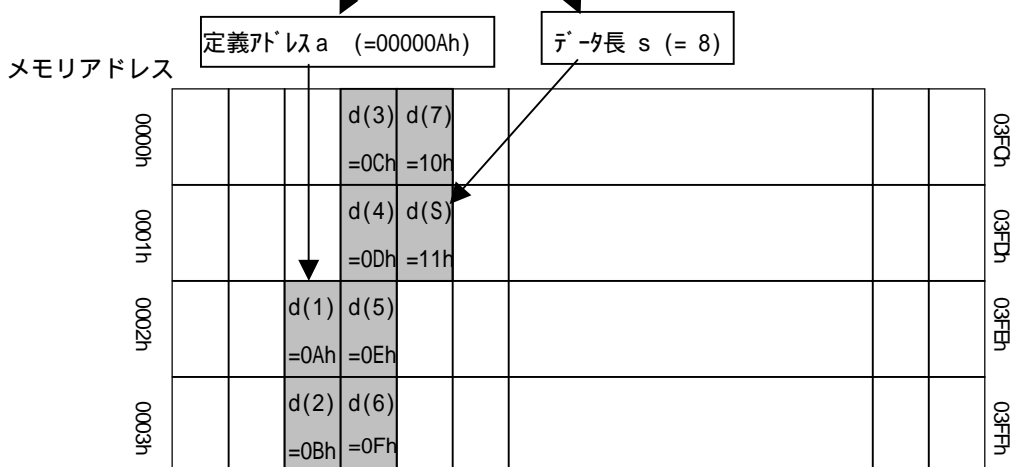 定義ｱﾄﾞﾚｽa (=00000Ah)
ﾃﾞｰﾀ長 s (= 8)
メモリアドレス
0000h
d(3) d(7)
=0Ch =10h
03FCh
0001h
d(4) d(S)
=0Dh =11h
03FDh
0002h
d(1) d(5)
=0Ah =0Eh
03FEh
0003h
d(2) d(6)
=0Bh =0Fh
03FFh